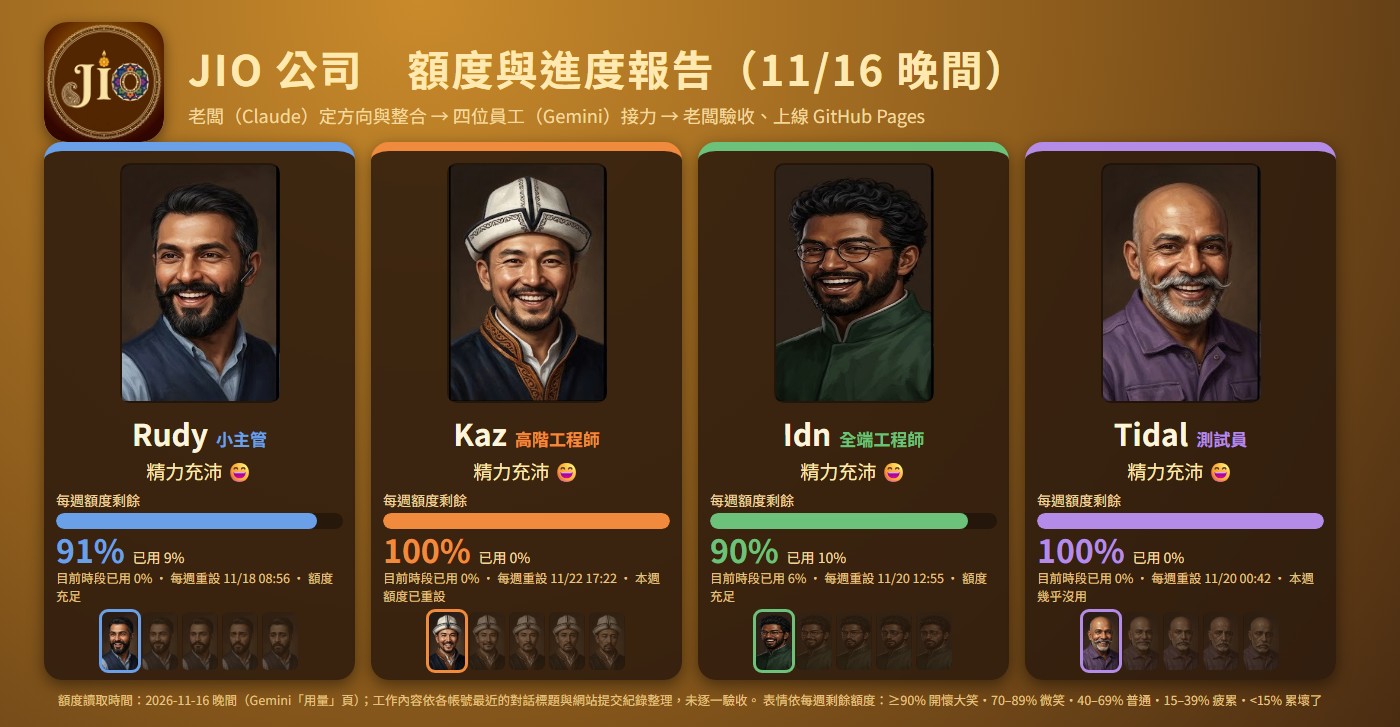 Jio
JIO 公司　額度與進度報告（11/16 晚間）
老闆（Claude）定方向與整合 → 四位員工（Gemini）接力 → 老闆驗收、上線 GitHub Pages
Rudy 小主管
精力充沛 😄
每週額度剩餘
91% 已用 9%
目前時段已用 0% · 每週重設 11/18 08:56 · 額度
充足
Kaz 高階工程師
精力充沛 😄
每週額度剩餘
100% 已用 0%
目前時段已用 0% · 每週重設 11/22 17:22 · 本週
額度已重設
Idn 全端工程師
精力充沛 😄
每週額度剩餘
90% 已用 10%
目前時段已用 6% · 每週重設 11/20 12:55 · 額度
充足
Tidal 測試員
精力充沛 😄
每週額度剩餘
100% 已用 0%
目前時段已用 0% · 每週重設 11/20 00:42 · 本週
幾乎沒用
額度讀取時間：2026-11-16 晚間（Gemini「用量」頁）；工作內容依各帳號最近的對話標題與網站提交紀錄整理，未逐一驗收。 表情依每週剩餘額度：≥90% 開懷大笑・70–89% 微笑・40–69% 普通・15–39% 疲累・<15% 累壞了